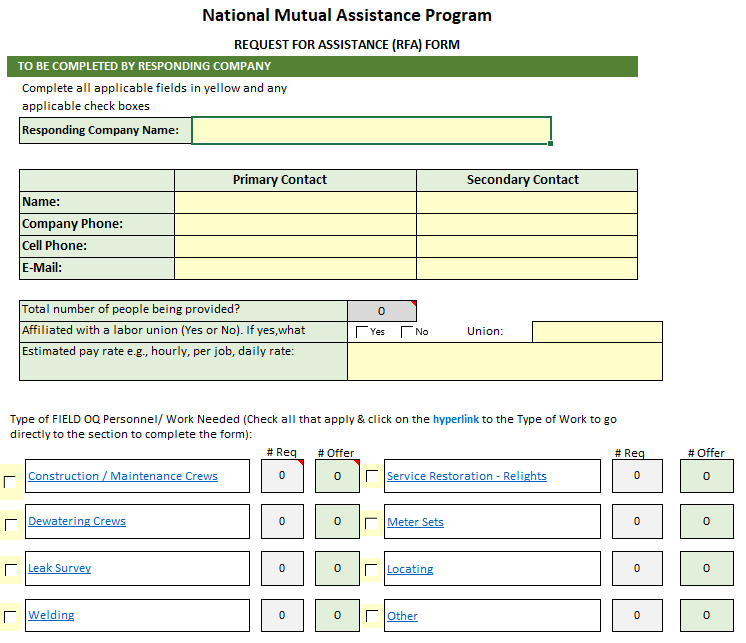 National Mutual Assistance Program
REQUEST FOR ASSISTANCE (RFA) FORM
TO BE COMPLETED BY RESPONDING COMPANY
Complete all applicable fields in yellow and any
applicable check boxes
Responding Company Name:
Primary Contact Secondary Contact
Name:
Company Phone:
Cell Phone:
E-Mail:
Total number of people being provided? 0
Affiliated with a labor union (Yes or No). If yes,what Yes No Union:
Estimated pay rate e.g., hourly, per job, daily rate:
Type of FIELD OQ Personnel/ Work Needed (Check all that apply & click on the hyperlink to the Type of Work to go
directly to the section to complete the form):
# Req # Offer # Req # Offer
Construction / Maintenance Crews 0 0 Service Restoration - Relights 0 0
Dewatering Crews 0 0 Meter Sets 0 0
Leak Survey 0 0 Locating 0 0
Welding 0 0 Other 0 0